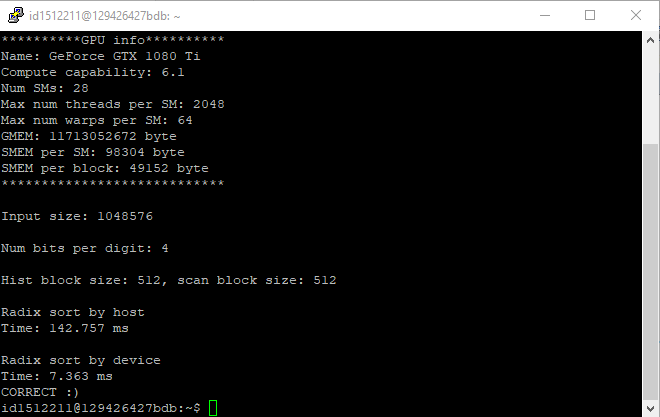 id1512211@129426427bdb: ~
**********GPU info**********
Name: GeForce GTX 1080 Ti
Compute capability: 6.1
Num SMs: 28
Max num threads per SM: 2048
Max num warps per SM: 64
GMEM: 11713052672 byte
SMEM per SM: 98304 byte
SMEM per block: 49152 byte
****************************
Input size: 1048576
Num bits per digit: 4
Hist block size: 512, scan block size: 512
Radix sort by host
Time: 142.757 ms
Radix sort by device
Time: 7.363 ms
CORRECT :)
id1512211@129426427bdb:~$